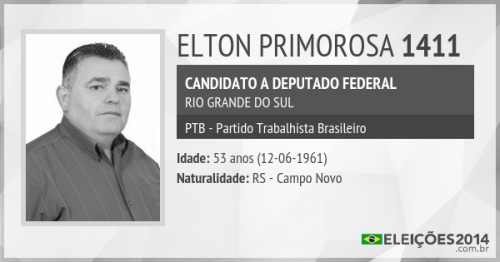 ELTON PRIMOROSA 1411
CANDIDATO A DEPUTADO FEDERAL
RIO GRANDE DO SUL
PTB - Partido Trabalhista Brasileiro
Idade: 53 anos (12-06-1961)
Naturalidade: RS - Campo Novo
ELEIÇÕES2014
.com.br